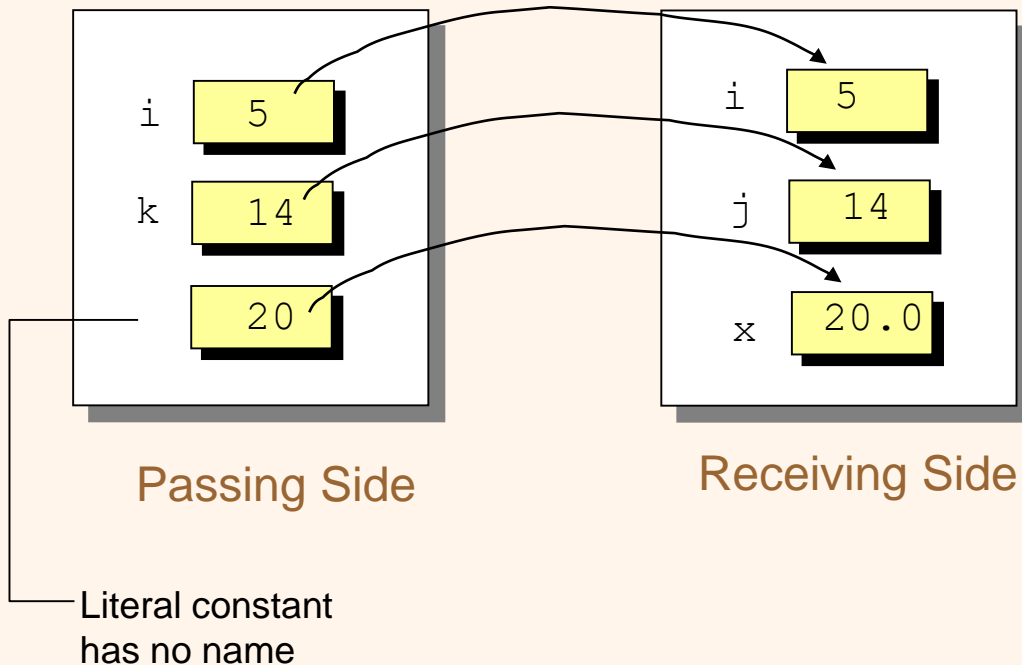 i 5
k 14
20
Passing Side
i 5
j 14
x 20.0
Receiving Side
Literal constant
has no name